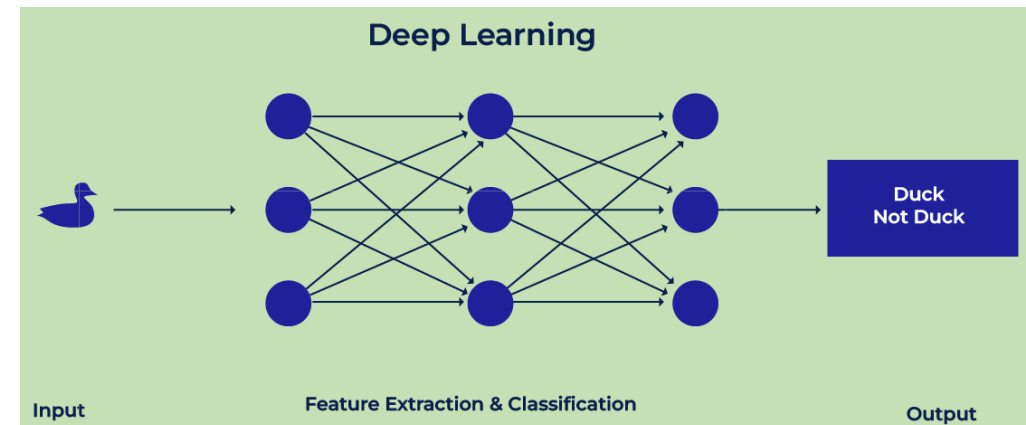 Deep Learning
Duck
Not Duck
Input
Feature Extraction & Classification
Output